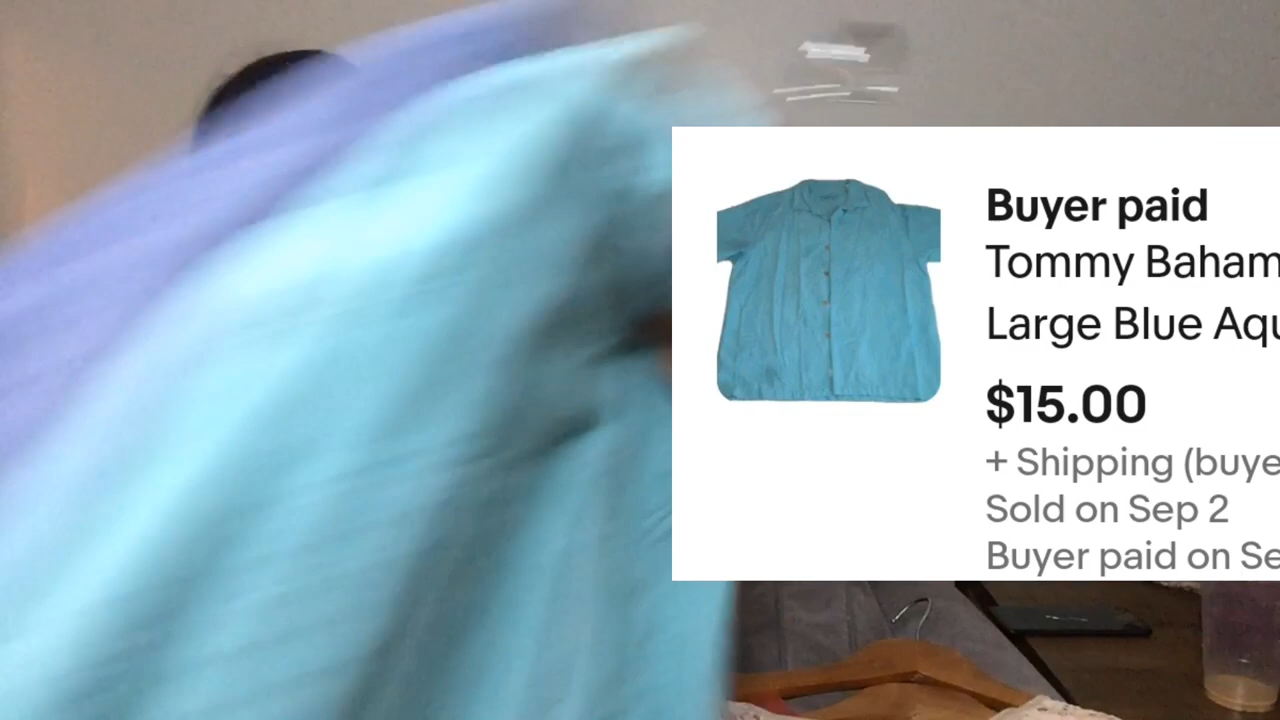 Buyer paid
Tommy Baham
Large Blue Aqu
$15.00
+ Shipping (buye
Sold on Sep 2
Buyer paid on Se